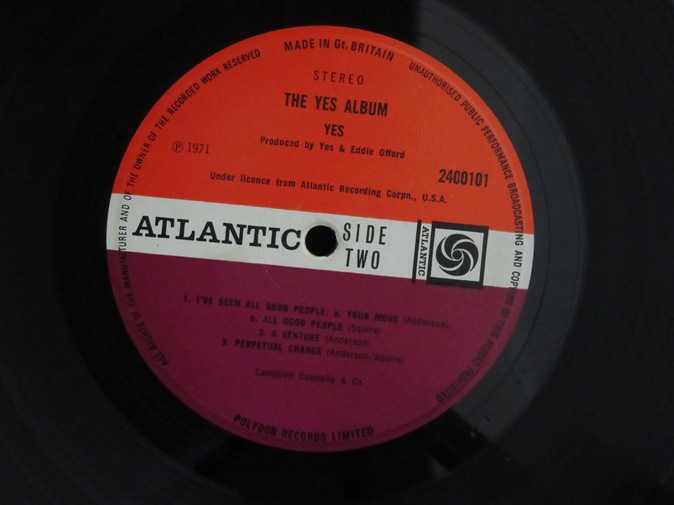 MADE IN Gt. BRITAIN
UNAUTHORISED PUBLIC PERFORMANCE BROADCASTING AND COPYING OF THIS RECORD PROHIBITED
ALL RIGHTS OF THE MANUFACTURER AND OF THE OWNER OF THE RECORDED WORK RESERVED
STEREO
THE YES ALBUM
YES
Produced by Yes & Eddie Offord
℗ 1971
2400101
Under licence from Atlantic Recording Corpn., U.S.A.
ATLANTIC
SIDE
TWO
ATLANTIC
1. I'VE SEEN ALL GOOD PEOPLE: a. YOUR MOVE (Anderson)
b. ALL GOOD PEOPLE (Squire)
2. A VENTURE (Anderson)
3. PERPETUAL CHANGE (Anderson/Squire)
Campbell Connelly & Co.
POLYDOR RECORDS LIMITED